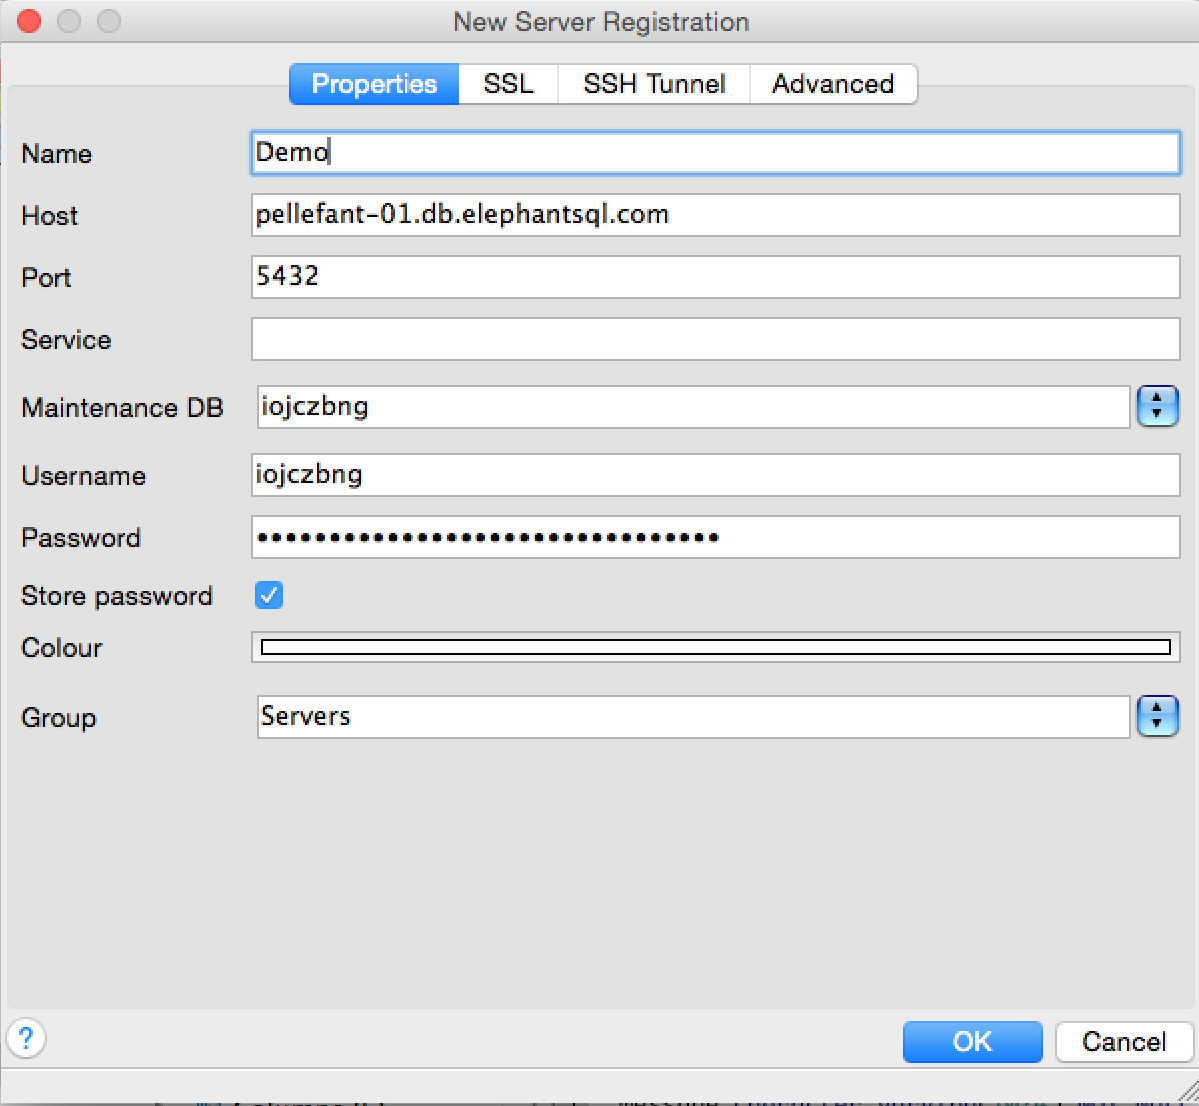 New Server Registration
Properties SSL SSH Tunnel Advanced
Name Demo
Host pellefant-01.db.elephantsql.com
Port 5432
Service
Maintenance DB iojczbng
Username iojczbng
Password ••••••••••••••••••••••••••••••••
Store password
Colour
Group Servers
? OK Cancel